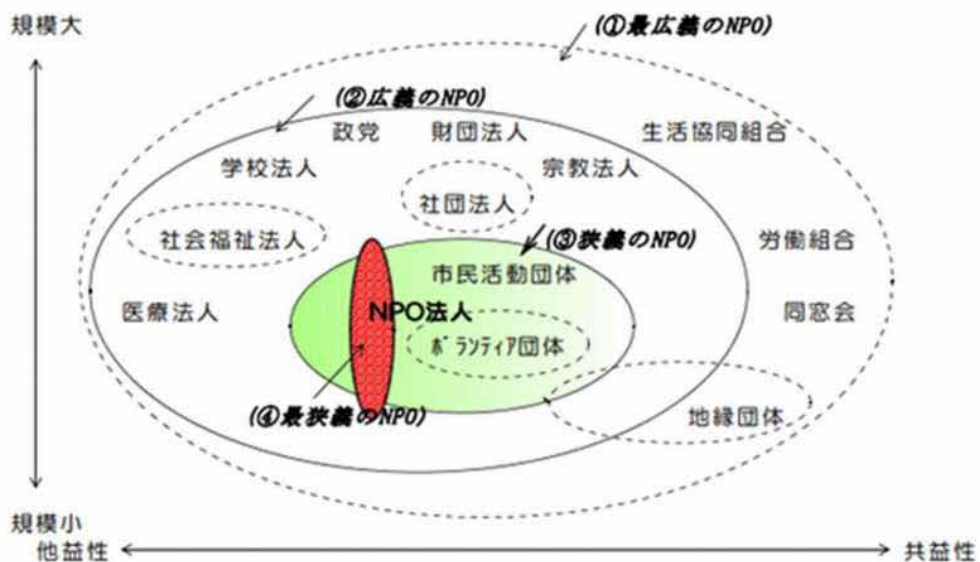 規模大
(①最広義のNPO)
(②広義のNPO)
政党
財団法人
生活協同組合
学校法人
宗教法人
社団法人
社会福祉法人
(③狭義のNPO)
労働組合
市民活動団体
医療法人
NPO法人
同窓会
ボランティア団体
(④最狭義のNPO)
地縁団体
規模小
他益性
共益性